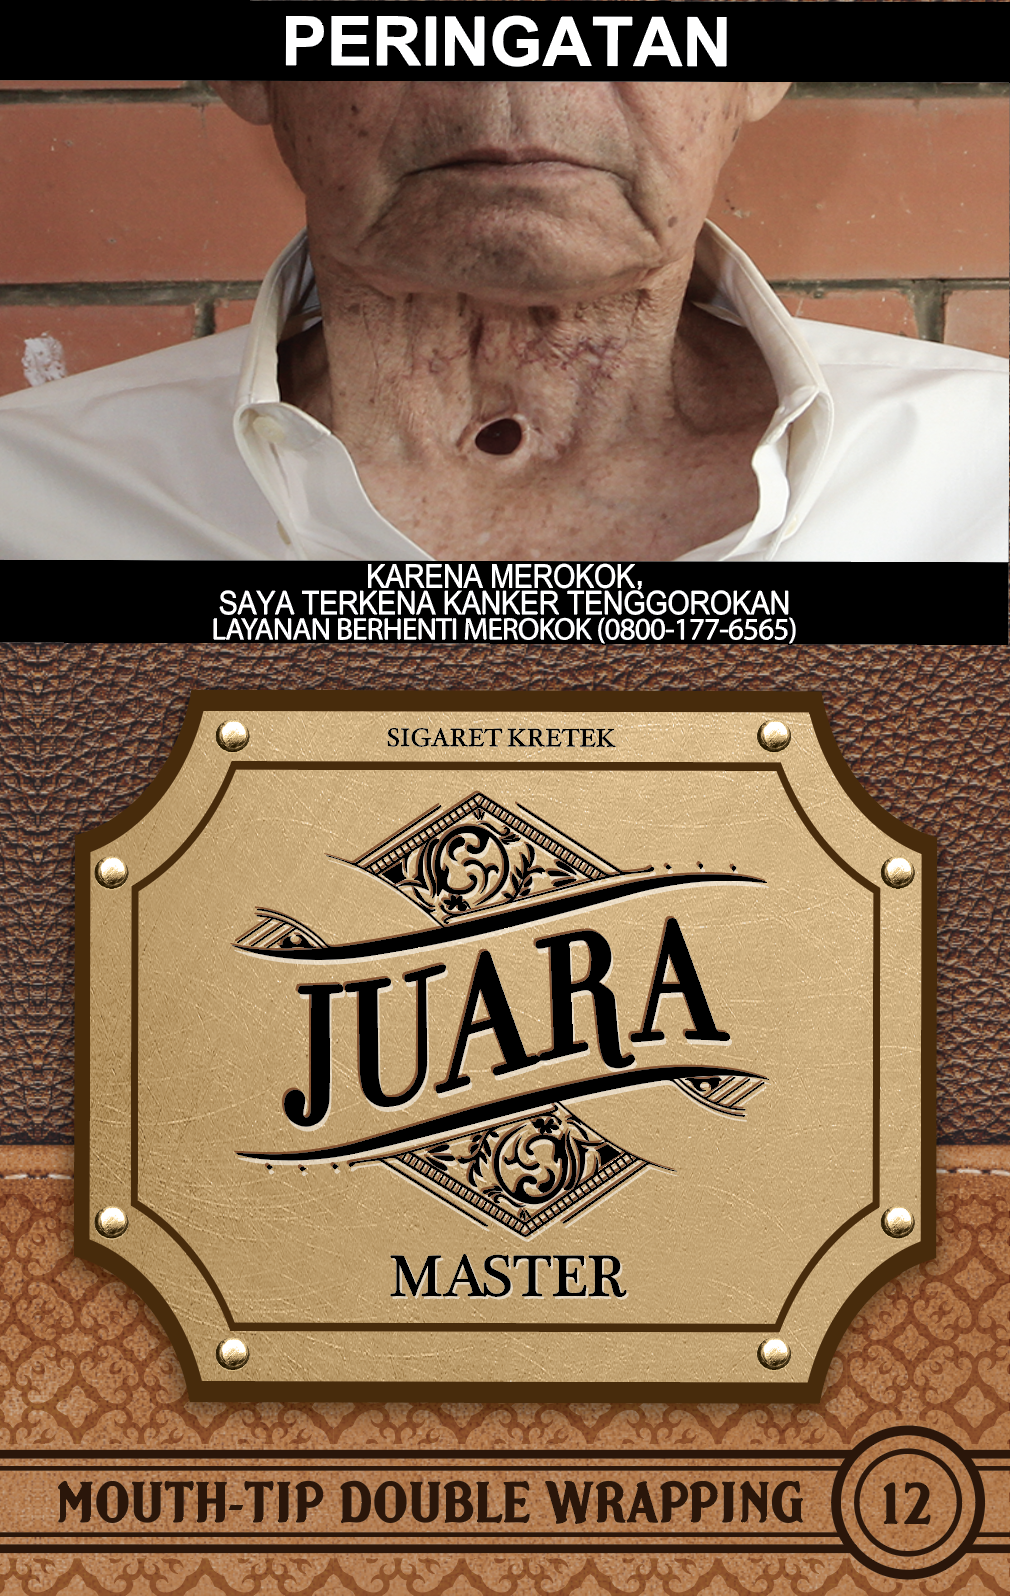 PERINGATAN
KARENA MEROKOK,
SAYA TERKENA KANKER TENGGOROKAN
LAYANAN BERHENTI MEROKOK (0800-177-6565)
SIGARET KRETEK
JUARA
MASTER
MOUTH-TIP DOUBLE WRAPPING
12